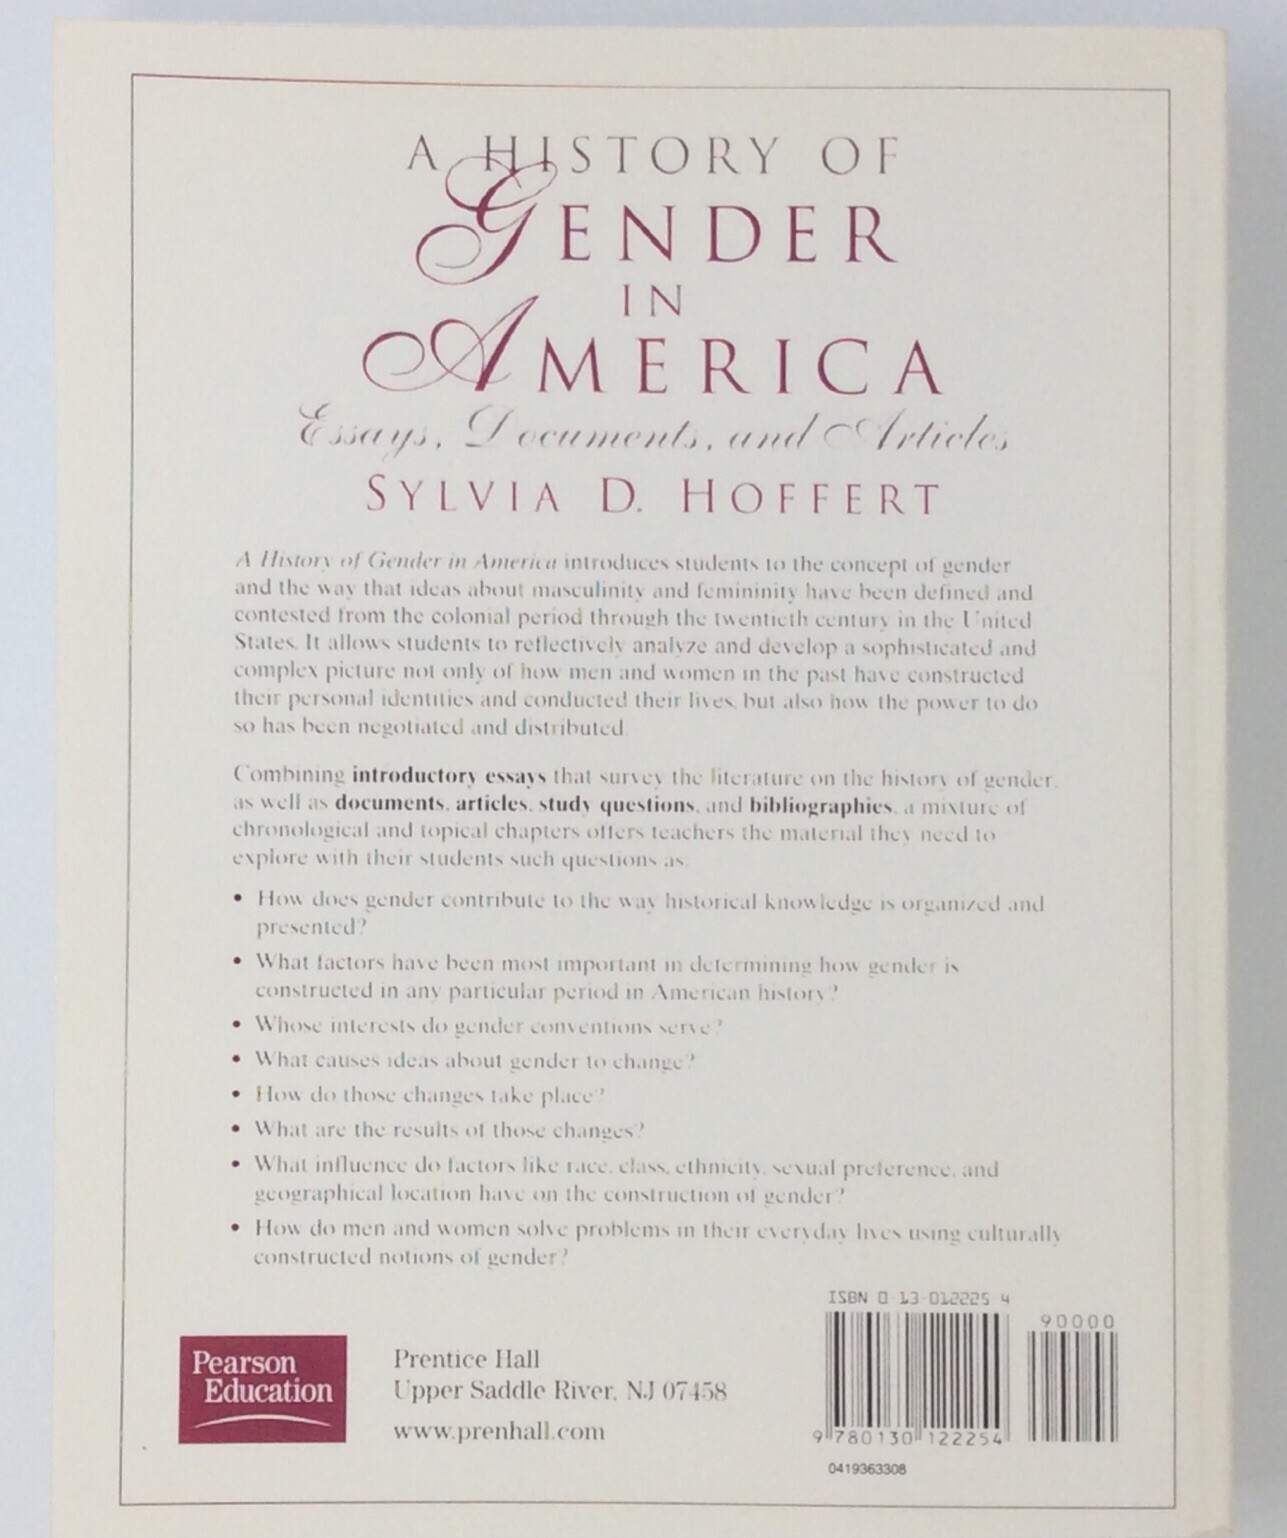 A HISTORY OF
GENDER
IN
AMERICA
Essays, Documents, and Articles
SYLVIA D. HOFFERT
A History of Gender in America introduces students to the concept of gender
and the way that ideas about masculinity and femininity have been defined and
contested from the colonial period through the twentieth century in the United
States. It allows students to reflectively analyze and develop a sophisticated and
complex picture not only of how men and women in the past have constructed
their personal identities and conducted their lives, but also how the power to do
so has been negotiated and distributed.
Combining introductory essays that survey the literature on the history of gender,
as well as documents, articles, study questions, and bibliographies, a mixture of
chronological and topical chapters offers teachers the material they need to
explore with their students such questions as:
• How does gender contribute to the way historical knowledge is organized and
presented?
• What factors have been most important in determining how gender is
constructed in any particular period in American history?
• Whose interests do gender conventions serve?
• What causes ideas about gender to change?
• How do those changes take place?
• What are the results of those changes?
• What influence do factors like race, class, ethnicity, sexual preference, and
geographical location have on the construction of gender?
• How do men and women solve problems in their everyday lives using culturally
constructed notions of gender?
ISBN 0-13-012225-4
90000
Pearson
Education
Prentice Hall
Upper Saddle River, NJ 07458
www.prenhall.com
9 780130 122254
0419363308